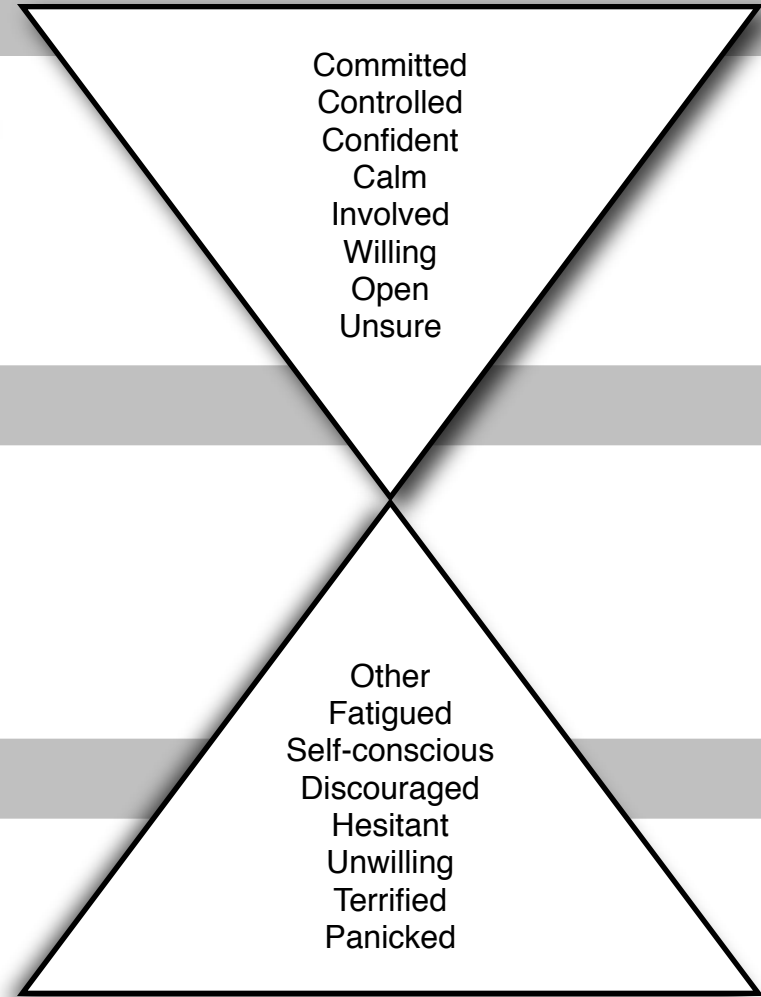 Committed
Controlled
Confident
Calm
Involved
Willing
Open
Unsure
Other
Fatigued
Self-conscious
Discouraged
Hesitant
Unwilling
Terrified
Panicked